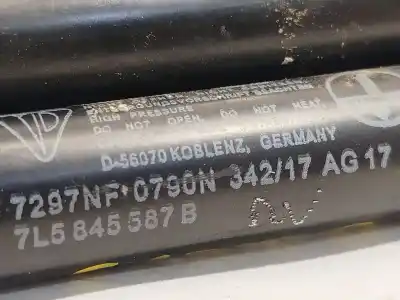 HIGH PRESSURE
DO NOT OPEN, DO NOT HEAT
D-56070 KOBLENZ, GERMANY
7297NF 0790N 342/17 AG 17
7L5 845 587 B